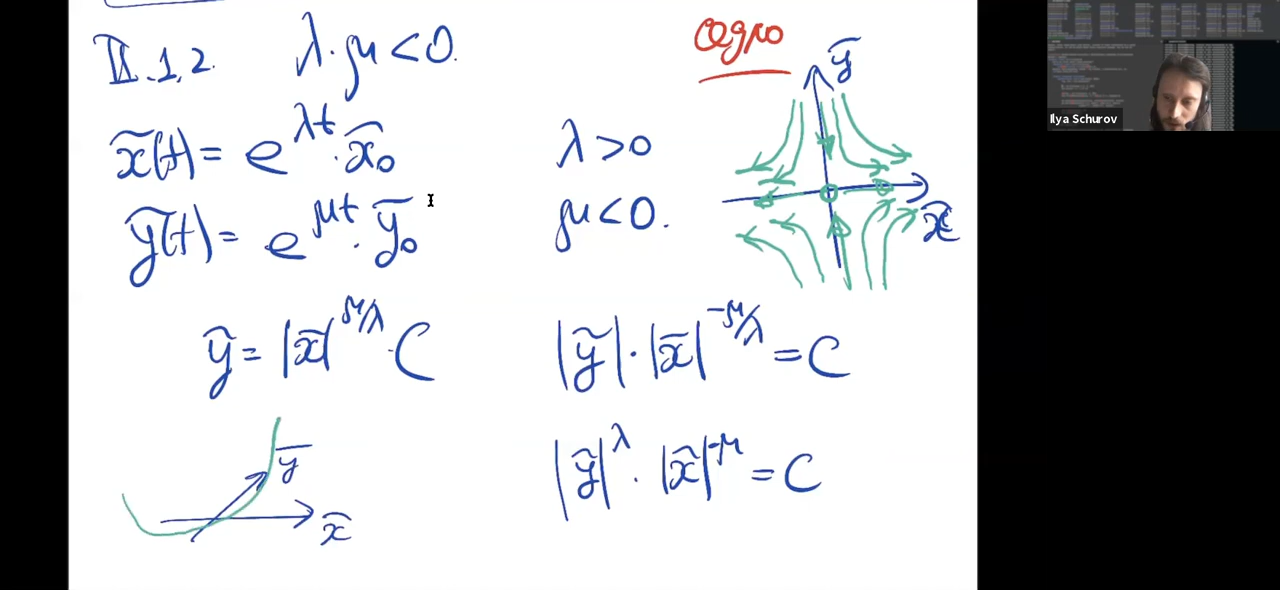 II.1,2. λ·μ<0.
седло
ỹ
x̃(t) = e^{λt}·x̃₀
λ>0
ỹ(t) = e^{μt}·ỹ₀
μ<0.
x̃
Ilya Schurov
ỹ = |x̃|^{μ/λ}·C
|ỹ|·|x̃|^{-μ/λ} = C
ỹ
x̃
|ỹ|^λ·|x̃|^{-μ} = C